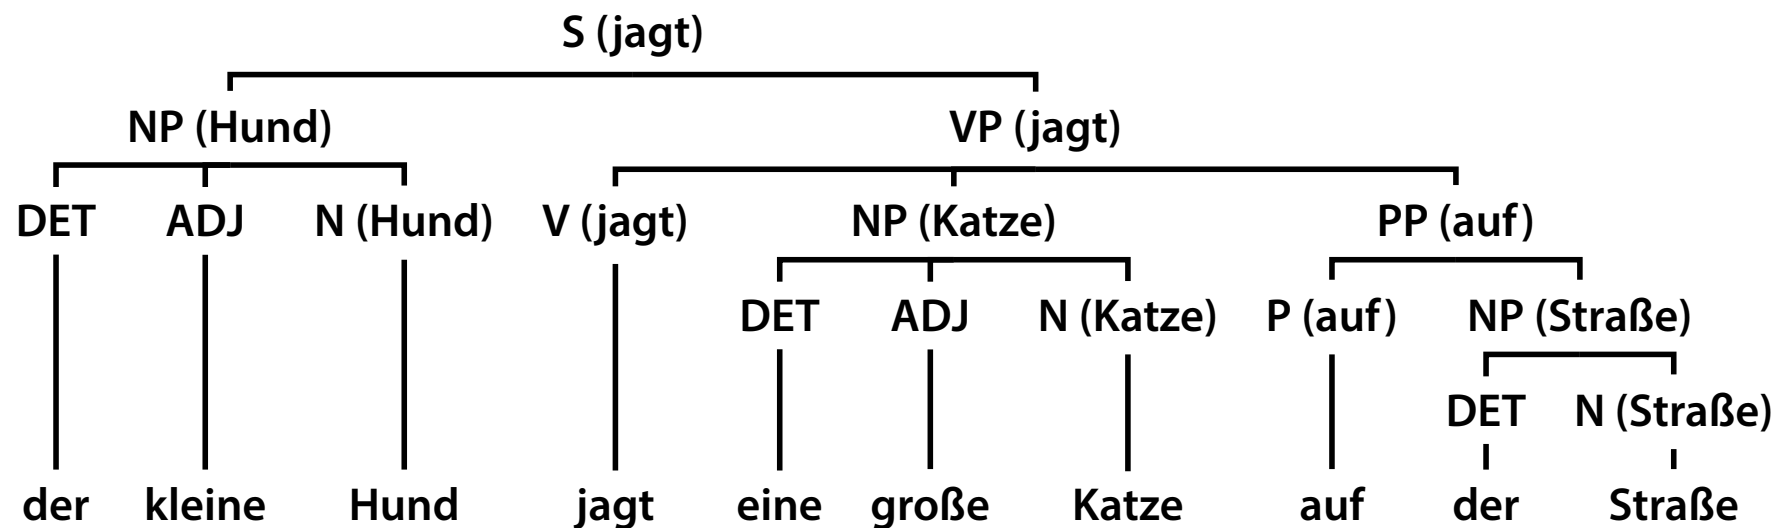 S (jagt)
NP (Hund) VP (jagt)
DET ADJ N (Hund) V (jagt) NP (Katze) PP (auf)
DET ADJ N (Katze) P (auf) NP (Straße)
DET N (Straße)
der kleine Hund jagt eine große Katze auf der Straße